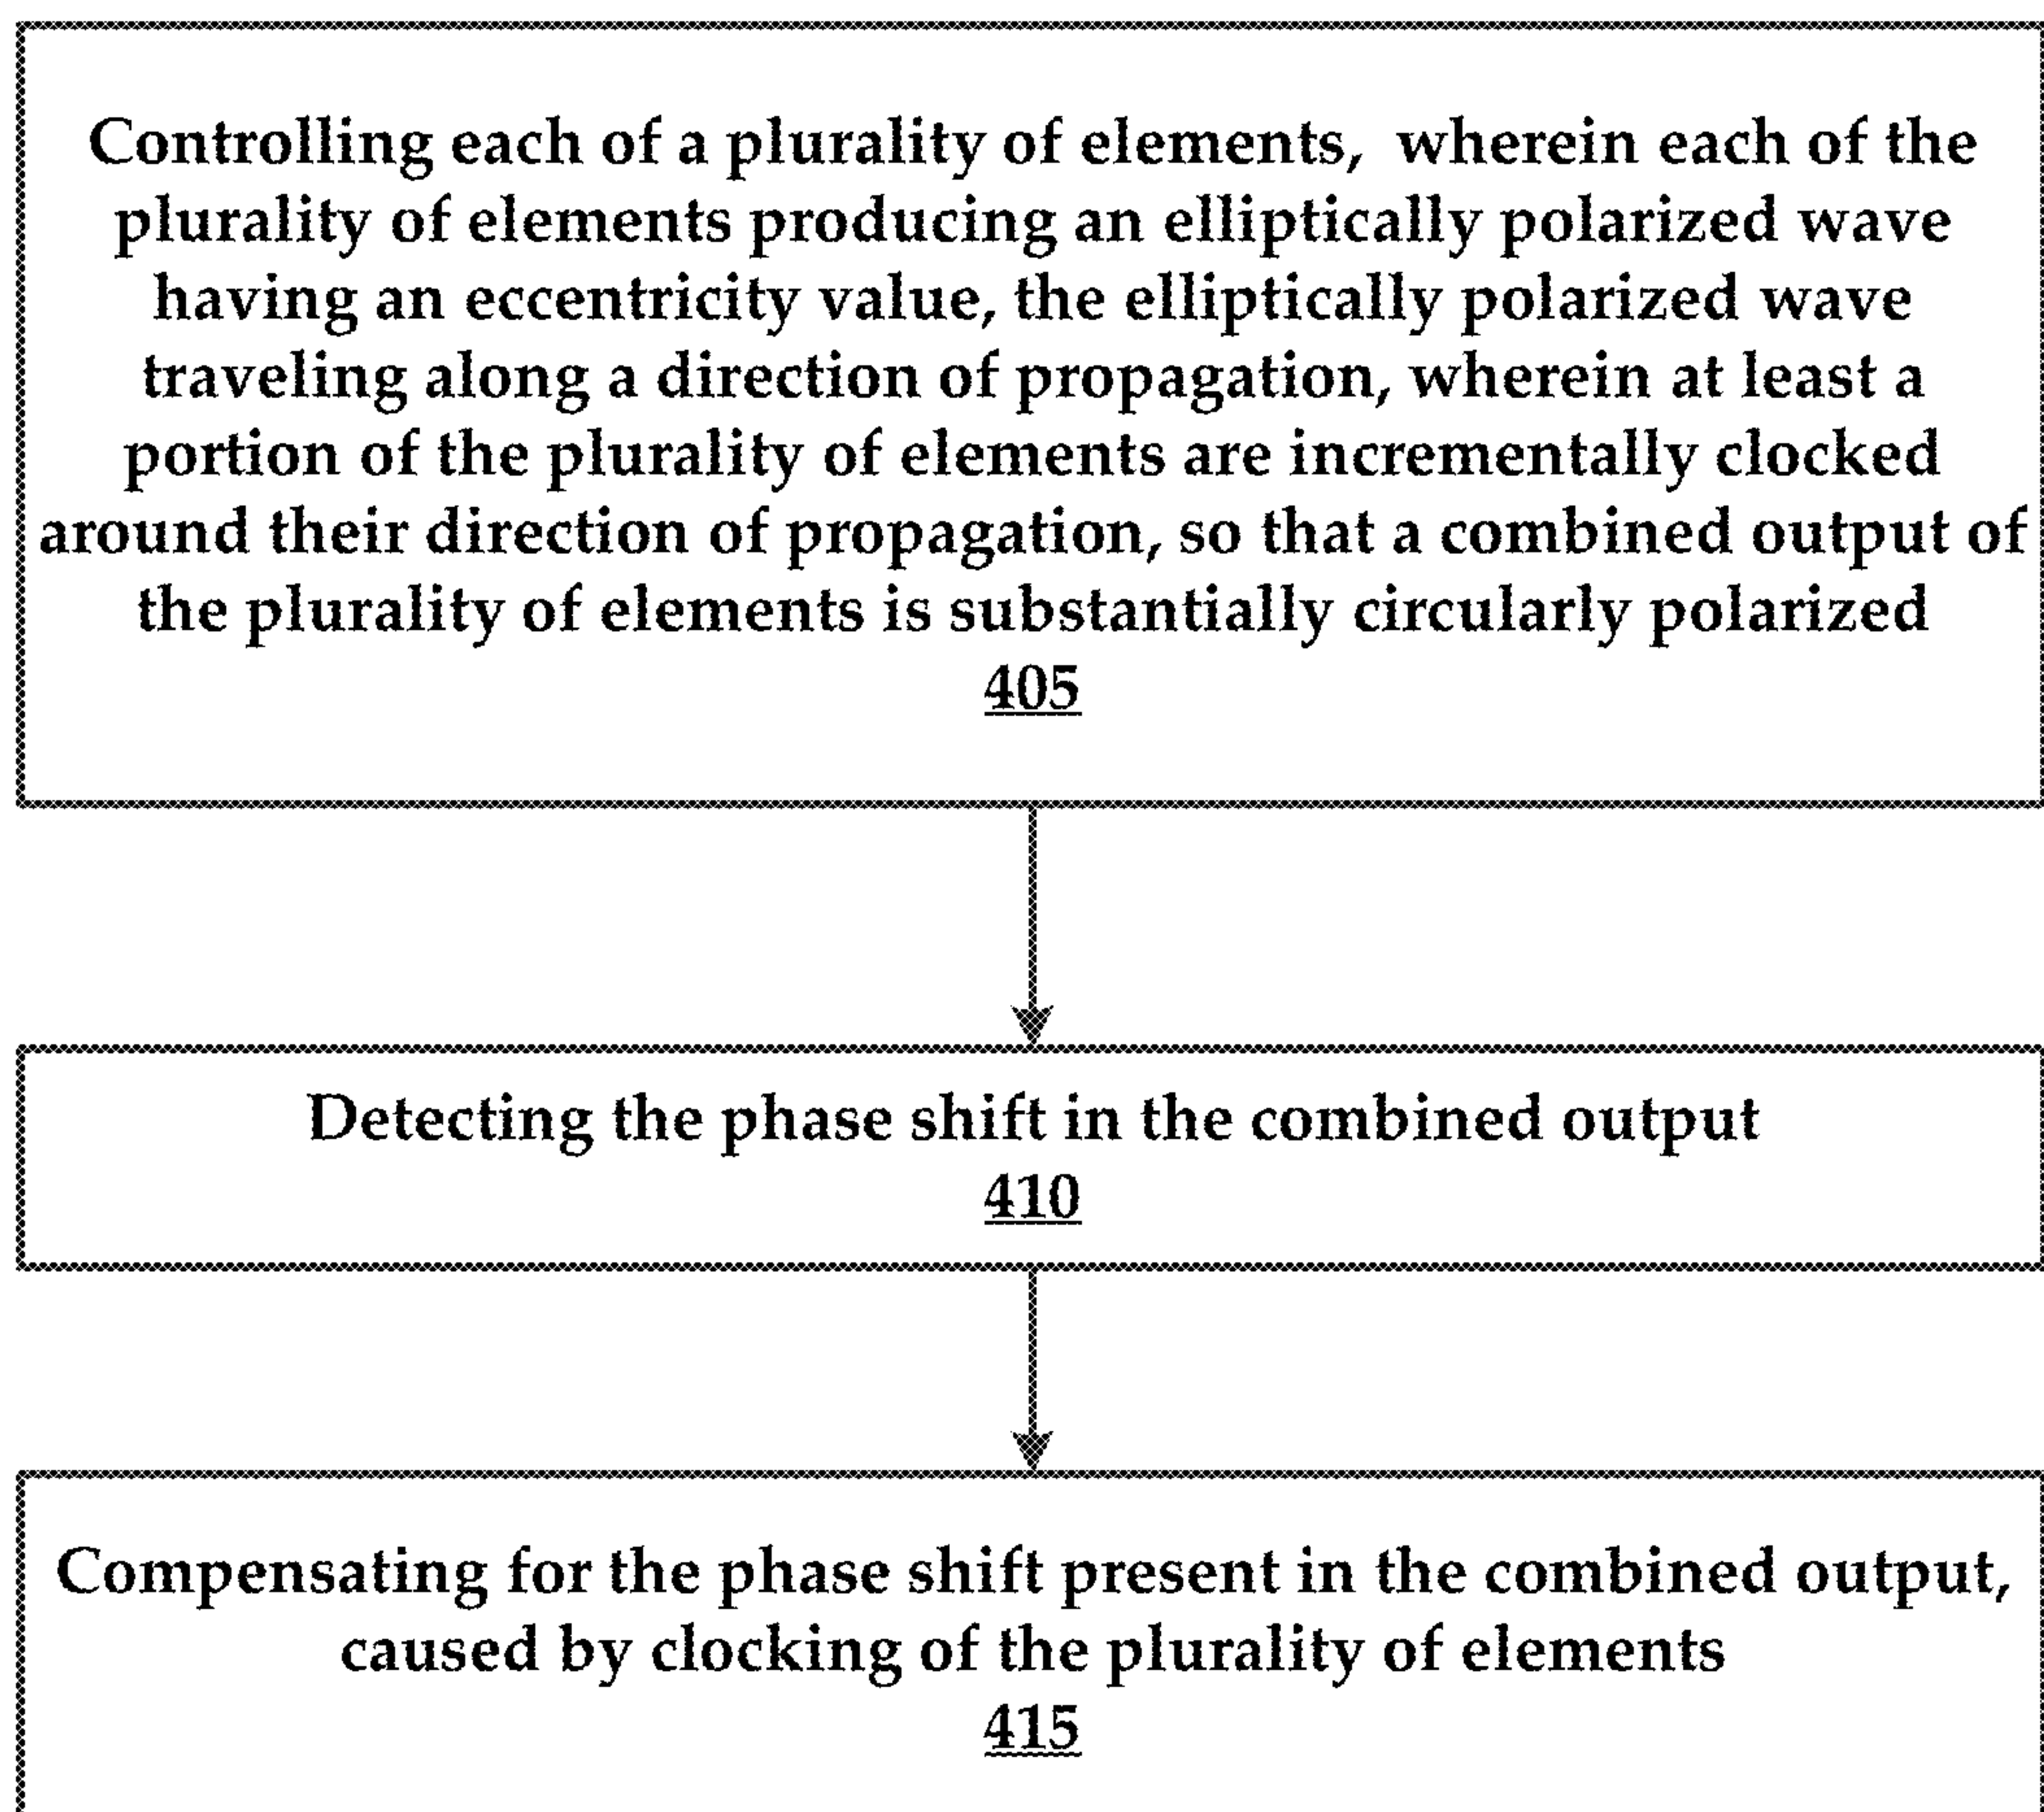 Controlling each of a plurality of elements, wherein each of the
plurality of elements producing an elliptically polarized wave
having an eccentricity value, the elliptically polarized wave
traveling along a direction of propagation, wherein at least a
portion of the plurality of elements are incrementally clocked
around their direction of propagation, so that a combined output of
the plurality of elements is substantially circularly polarized
405
Detecting the phase shift in the combined output
410
Compensating for the phase shift present in the combined output,
caused by clocking of the plurality of elements
415